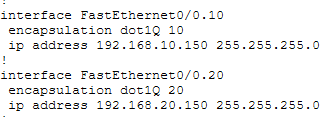 !
interface FastEthernet0/0.10
 encapsulation dot1Q 10
 ip address 192.168.10.150 255.255.255.0
!
interface FastEthernet0/0.20
 encapsulation dot1Q 20
 ip address 192.168.20.150 255.255.255.0
!